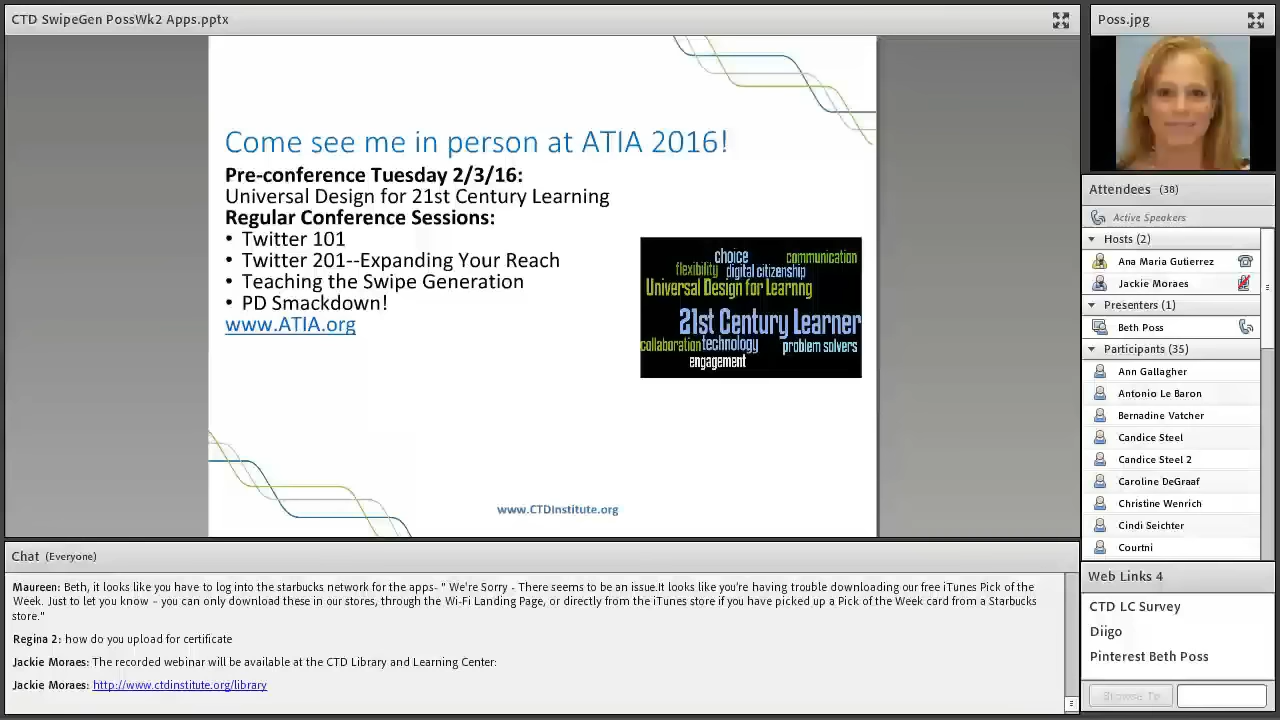 CTD SwipeGen PossWk2 Apps.pptx
Come see me in person at ATIA 2016!
Pre-conference Tuesday 2/3/16:
Universal Design for 21st Century Learning
Regular Conference Sessions:
• Twitter 101
• Twitter 201--Expanding Your Reach
• Teaching the Swipe Generation
• PD Smackdown!
www.ATIA.org
choice
communication
flexibility
digital citizenship
Universal Design for Learnng
21st Century Learner
collaboration
technology
problem solvers
engagement
www.CTDInstitute.org
Chat (Everyone)
Maureen: Beth, it looks like you have to log into the starbucks network for the apps- " We're Sorry - There seems to be an issue.It looks like you're having trouble downloading our free iTunes Pick of the
Week. Just to let you know – you can only download these in our stores, through the Wi-Fi Landing Page, or directly from the iTunes store if you have picked up a Pick of the Week card from a Starbucks
store."
Regina 2: how do you upload for certificate
Jackie Moraes: The recorded webinar will be available at the CTD Library and Learning Center:
Jackie Moraes: http://www.ctdinstitute.org/library
Poss.jpg
Attendees (38)
Active Speakers
Hosts (2)
Ana Maria Gutierrez
Jackie Moraes
Presenters (1)
Beth Poss
Participants (35)
Ann Gallagher
Antonio Le Baron
Bernadine Vatcher
Candice Steel
Candice Steel 2
Caroline DeGraaf
Christine Wenrich
Cindi Seichter
Courtni
Web Links 4
CTD LC Survey
Diigo
Pinterest Beth Poss
Browse To